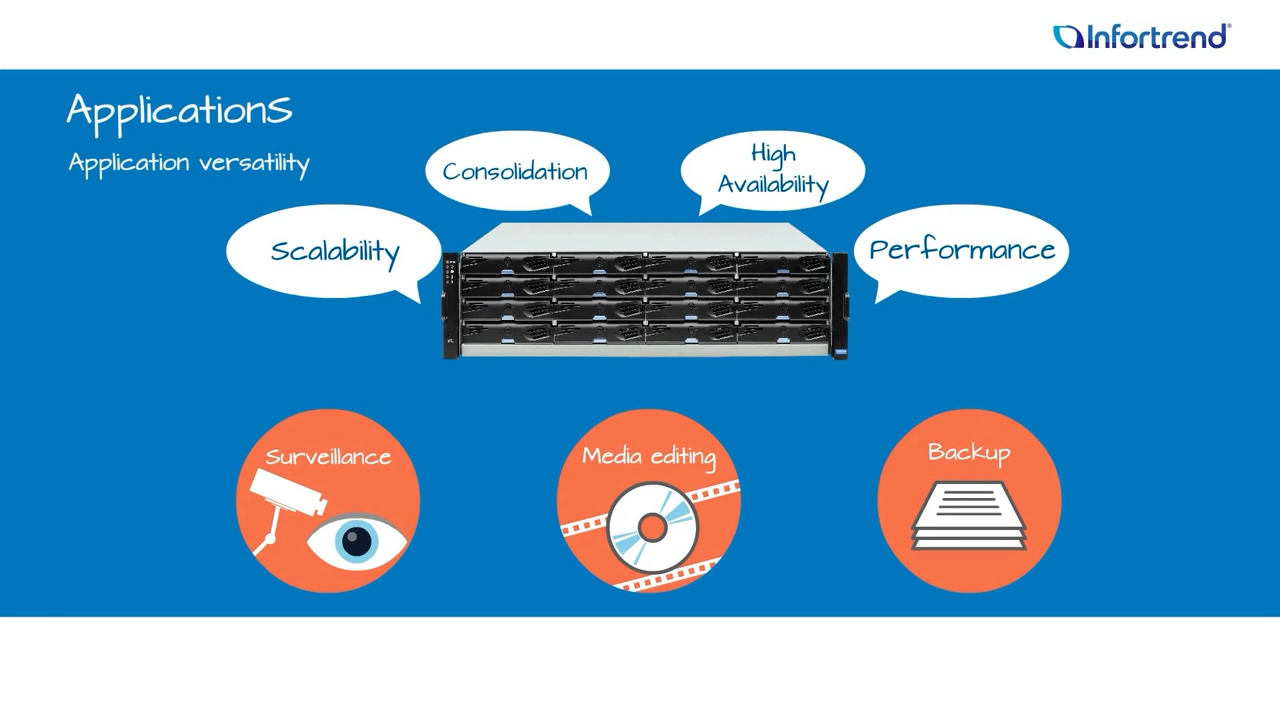 Infortrend®
ApplicationS
Application versatility
Consolidation
High
Availability
Scalability
Performance
Surveillance
Media editing
Backup